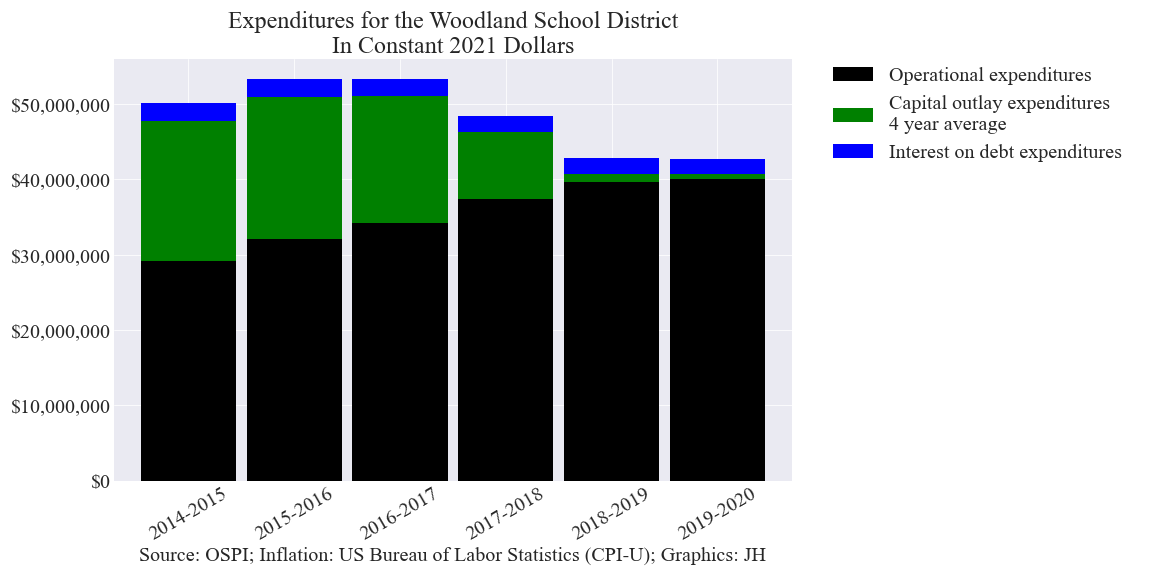 Expenditures for the Woodland School District
In Constant 2021 Dollars
Operational expenditures
Capital outlay expenditures
4 year average
Interest on debt expenditures
$50,000,000
$40,000,000
$30,000,000
$20,000,000
$10,000,000
$0
2014-2015
2015-2016
2016-2017
2017-2018
2018-2019
2019-2020
Source: OSPI; Inflation: US Bureau of Labor Statistics (CPI-U); Graphics: JH